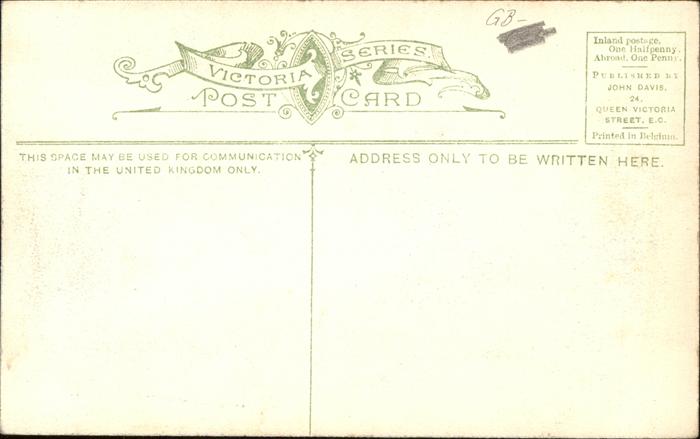 GB-
VICTORIA SERIES.
POST CARD
Inland postage,
One Halfpenny.
Abroad, One Penny.
PUBLISHED BY
JOHN DAVIS,
24,
QUEEN VICTORIA
STREET, E.C.
Printed in Belgium.
THIS SPACE MAY BE USED FOR COMMUNICATION
IN THE UNITED KINGDOM ONLY.
ADDRESS ONLY TO BE WRITTEN HERE.